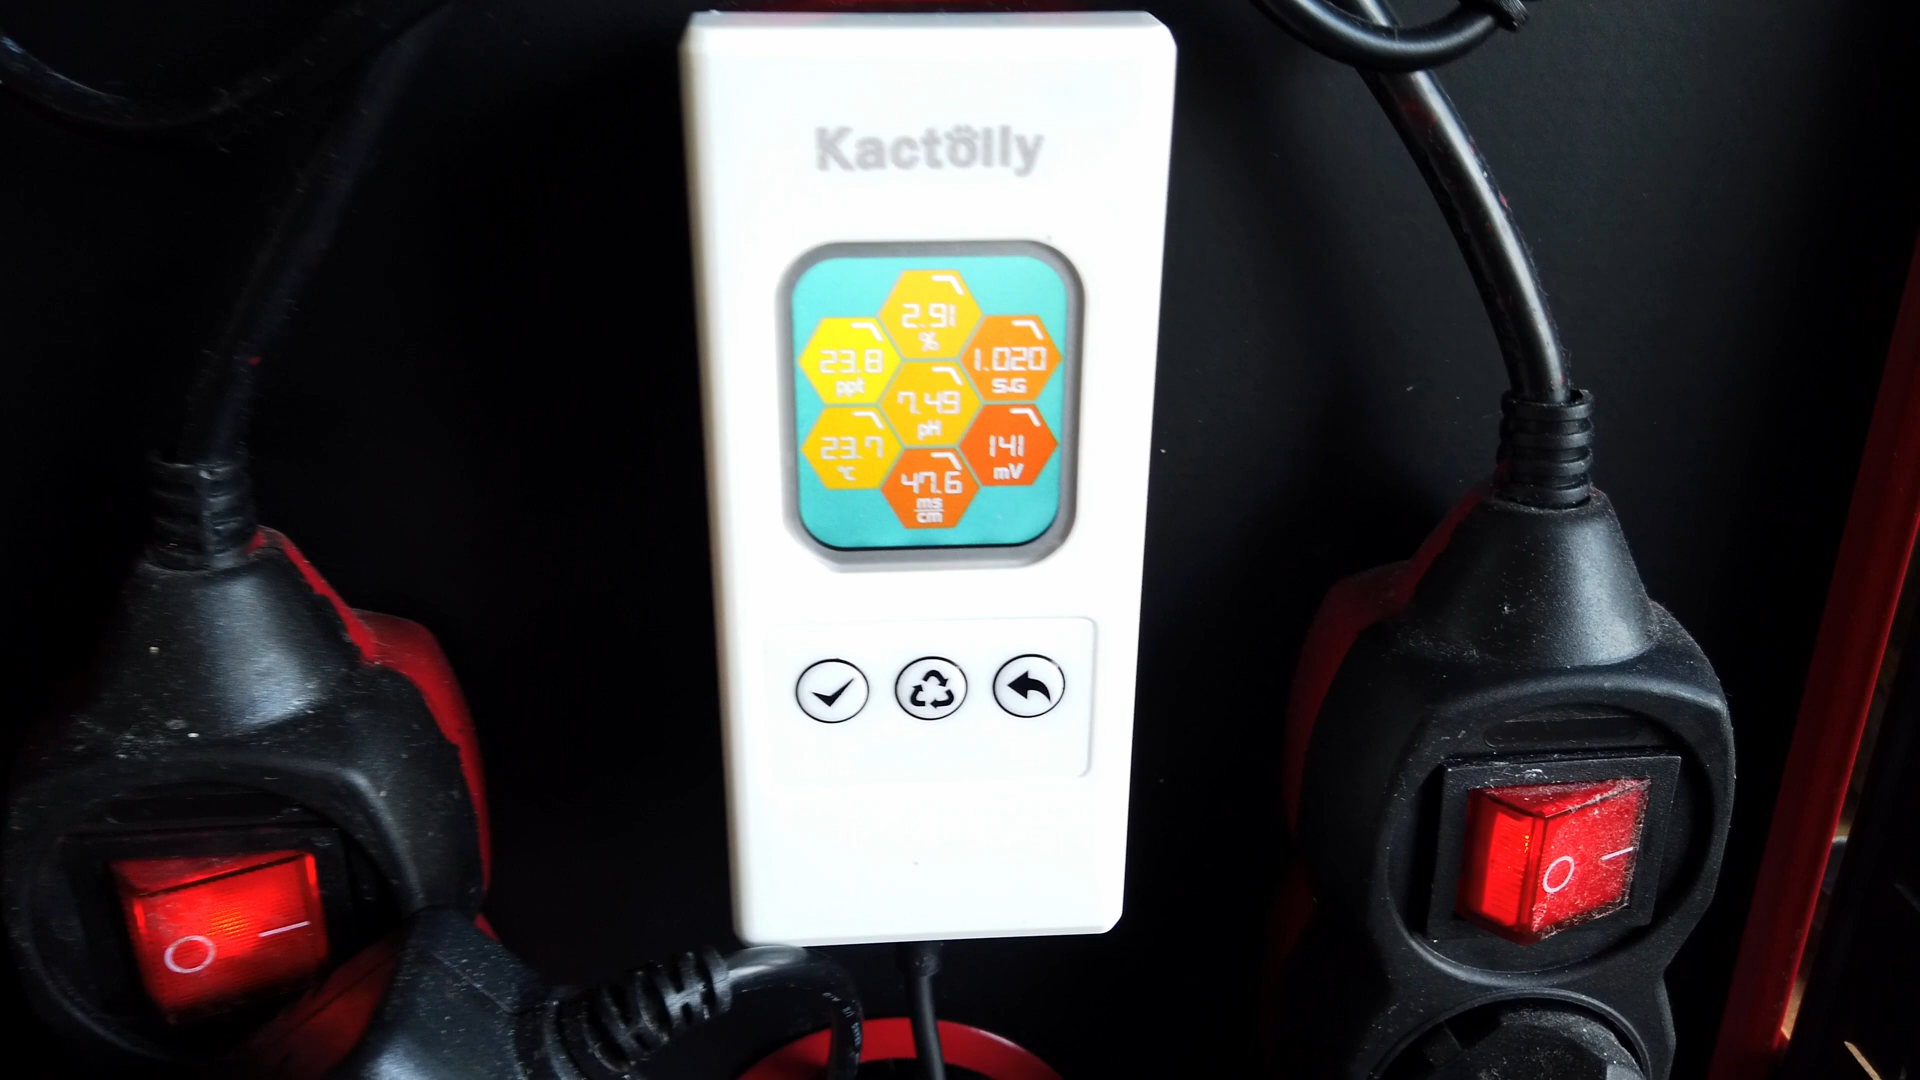 Kactölly
2.91
%
23.8
ppt
1.020
S.G
7.49
pH
23.7
℃
141
mV
47.6
ms
cm